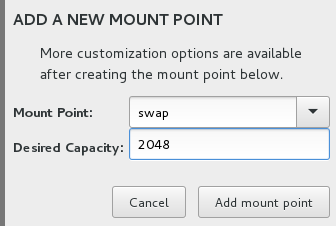 ADD A NEW MOUNT POINT
More customization options are available
after creating the mount point below.
Mount Point: swap
Desired Capacity: 2048
Cancel Add mount point